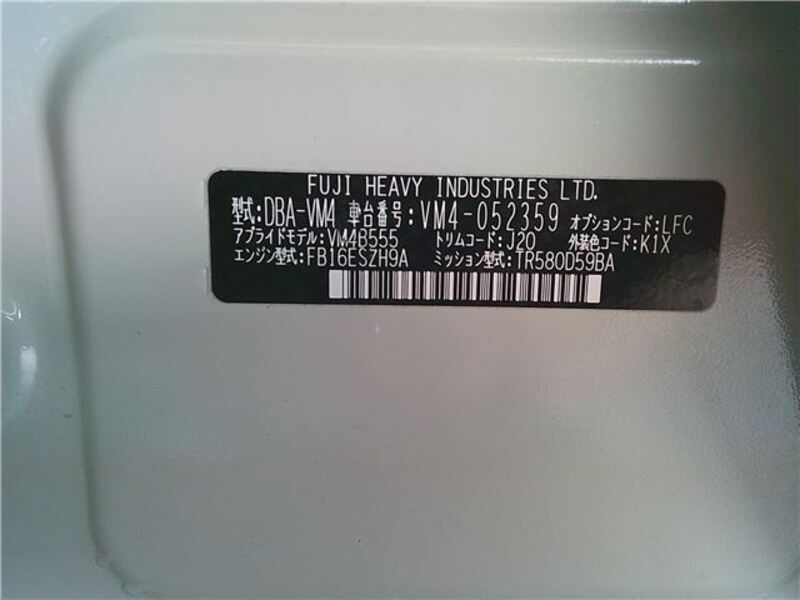 FUJI HEAVY INDUSTRIES LTD.
型式:DBA-VM4 車台番号:VM4-052359 オプションコード:LFC
アプライドモデル:VM4B555 トリムコード:J20 外装色コード:K1X
エンジン型式:FB16ESZH9A ミッション型式:TR580D59BA